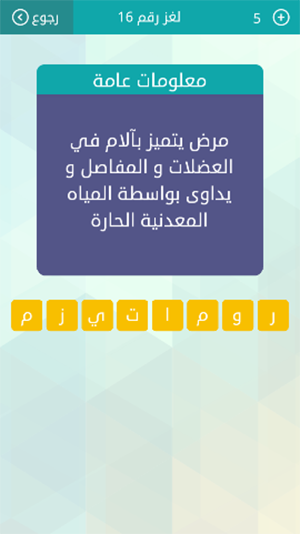 رجوع
لغز رقم 16
5
معلومات عامة
مرض يتميز بآلام في
العضلات و المفاصل و
يداوى بواسطة المياه
المعدنية الحارة
ر و م ا ت ي ز م